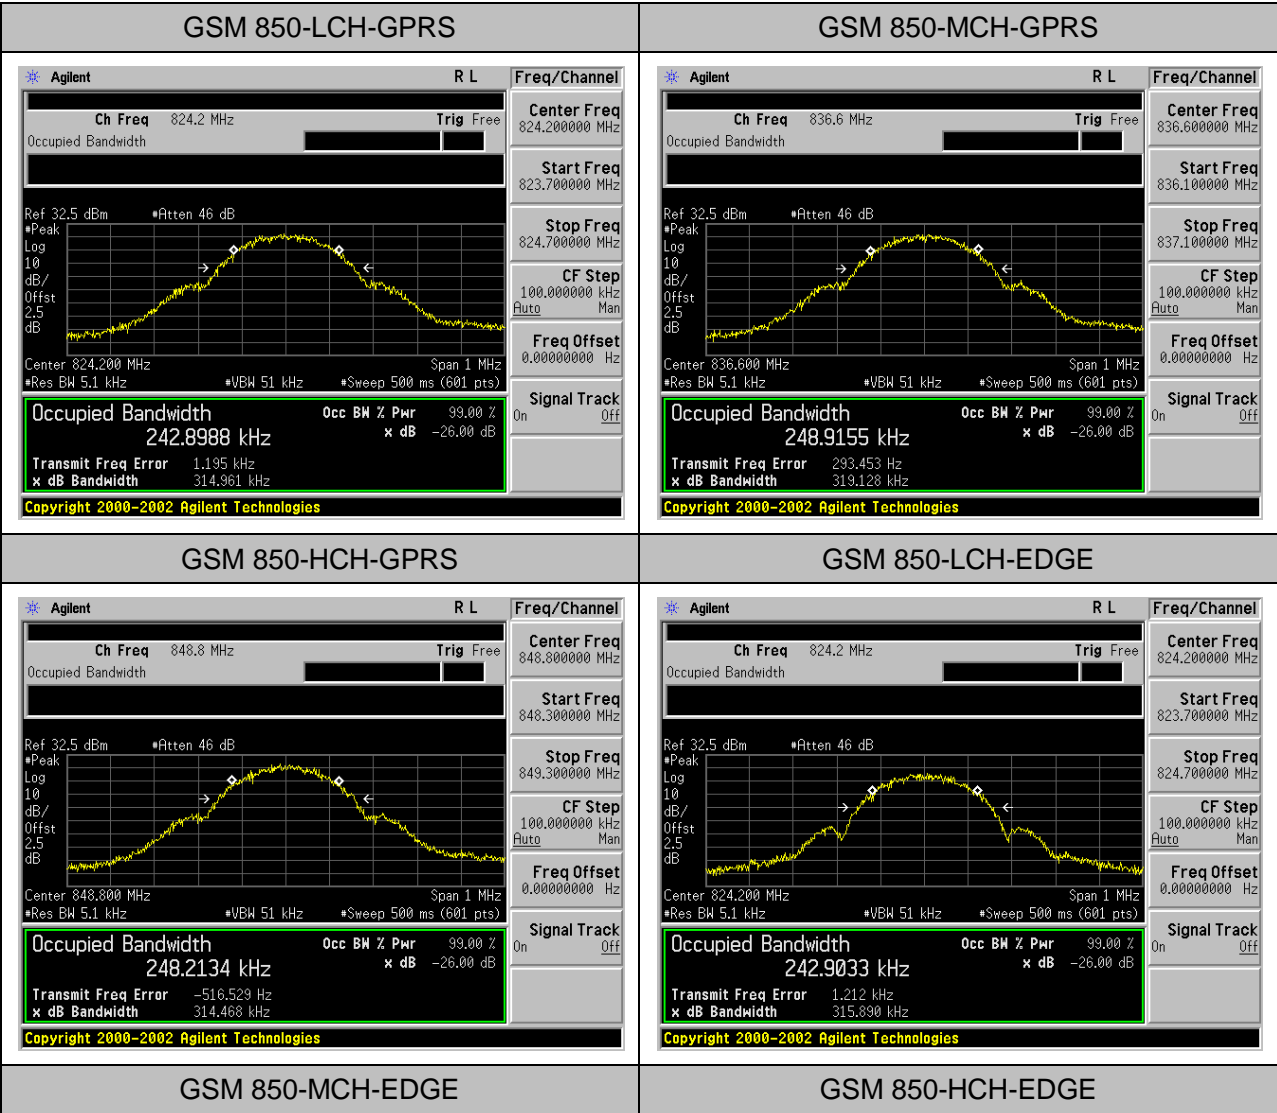 GSM 850-LCH-GPRS
Agilent R L Freq/Channel
Ch Freq 824.2 MHz Trig Free
Occupied Bandwidth
Center Freq
824.200000 MHz
Start Freq
823.700000 MHz
Stop Freq
824.700000 MHz
CF Step
100.000000 kHz
Auto Man
Freq Offset
0.00000000 Hz
Signal Track
On Off
Ref 32.5 dBm #Atten 46 dB
#Peak
Log
10
dB/
Offst
2.5
dB
Center 824.200 MHz Span 1 MHz
#Res BW 5.1 kHz #VBW 51 kHz #Sweep 500 ms (601 pts)
Occupied Bandwidth Occ BW % Pwr 99.00 %
242.8988 kHz x dB -26.00 dB
Transmit Freq Error 1.195 kHz
x dB Bandwidth 314.961 kHz
Copyright 2000-2002 Agilent Technologies
GSM 850-MCH-GPRS
Agilent R L Freq/Channel
Ch Freq 836.6 MHz Trig Free
Occupied Bandwidth
Center Freq
836.600000 MHz
Start Freq
836.100000 MHz
Stop Freq
837.100000 MHz
CF Step
100.000000 kHz
Auto Man
Freq Offset
0.00000000 Hz
Signal Track
On Off
Ref 32.5 dBm #Atten 46 dB
#Peak
Log
10
dB/
Offst
2.5
dB
Center 836.600 MHz Span 1 MHz
#Res BW 5.1 kHz #VBW 51 kHz #Sweep 500 ms (601 pts)
Occupied Bandwidth Occ BW % Pwr 99.00 %
248.9155 kHz x dB -26.00 dB
Transmit Freq Error 293.453 Hz
x dB Bandwidth 319.128 kHz
Copyright 2000-2002 Agilent Technologies
GSM 850-HCH-GPRS
Agilent R L Freq/Channel
Ch Freq 848.8 MHz Trig Free
Occupied Bandwidth
Center Freq
848.800000 MHz
Start Freq
848.300000 MHz
Stop Freq
849.300000 MHz
CF Step
100.000000 kHz
Auto Man
Freq Offset
0.00000000 Hz
Signal Track
On Off
Ref 32.5 dBm #Atten 46 dB
#Peak
Log
10
dB/
Offst
2.5
dB
Center 848.800 MHz Span 1 MHz
#Res BW 5.1 kHz #VBW 51 kHz #Sweep 500 ms (601 pts)
Occupied Bandwidth Occ BW % Pwr 99.00 %
248.2134 kHz x dB -26.00 dB
Transmit Freq Error -516.529 Hz
x dB Bandwidth 314.468 kHz
Copyright 2000-2002 Agilent Technologies
GSM 850-LCH-EDGE
Agilent R L Freq/Channel
Ch Freq 824.2 MHz Trig Free
Occupied Bandwidth
Center Freq
824.200000 MHz
Start Freq
823.700000 MHz
Stop Freq
824.700000 MHz
CF Step
100.000000 kHz
Auto Man
Freq Offset
0.00000000 Hz
Signal Track
On Off
Ref 32.5 dBm #Atten 46 dB
#Peak
Log
10
dB/
Offst
2.5
dB
Center 824.200 MHz Span 1 MHz
#Res BW 5.1 kHz #VBW 51 kHz #Sweep 500 ms (601 pts)
Occupied Bandwidth Occ BW % Pwr 99.00 %
242.9033 kHz x dB -26.00 dB
Transmit Freq Error 1.212 kHz
x dB Bandwidth 315.890 kHz
Copyright 2000-2002 Agilent Technologies
GSM 850-MCH-EDGE
GSM 850-HCH-EDGE